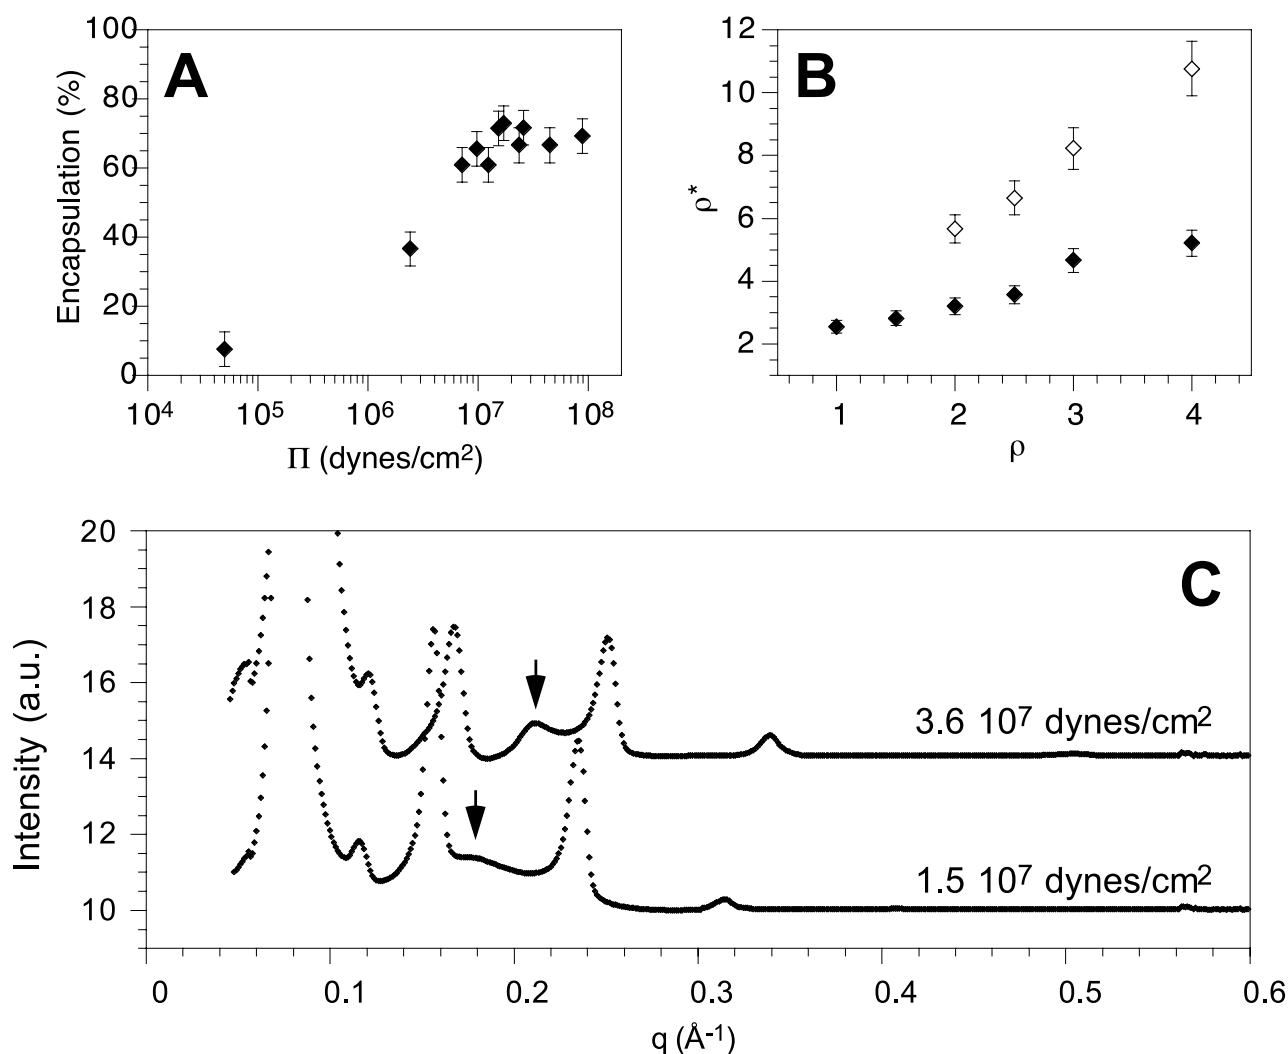 A
Encapsulation (%)
100
80
60
40
20
0
10⁴ 10⁵ 10⁶ 10⁷ 10⁸
Π (dynes/cm²)
B
ρ*
12
10
8
6
4
2
1 2 3 4
ρ
C
Intensity (a.u.)
20
18
16
14
12
10
3.6 10⁷ dynes/cm²
1.5 10⁷ dynes/cm²
0 0.1 0.2 0.3 0.4 0.5 0.6
q (Å⁻¹)